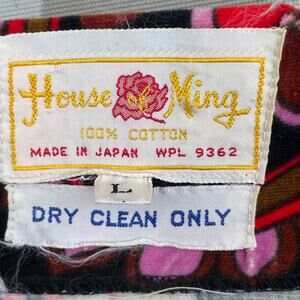 House of Ming
100% COTTON
MADE IN JAPAN WPL 9362
L
DRY CLEAN ONLY